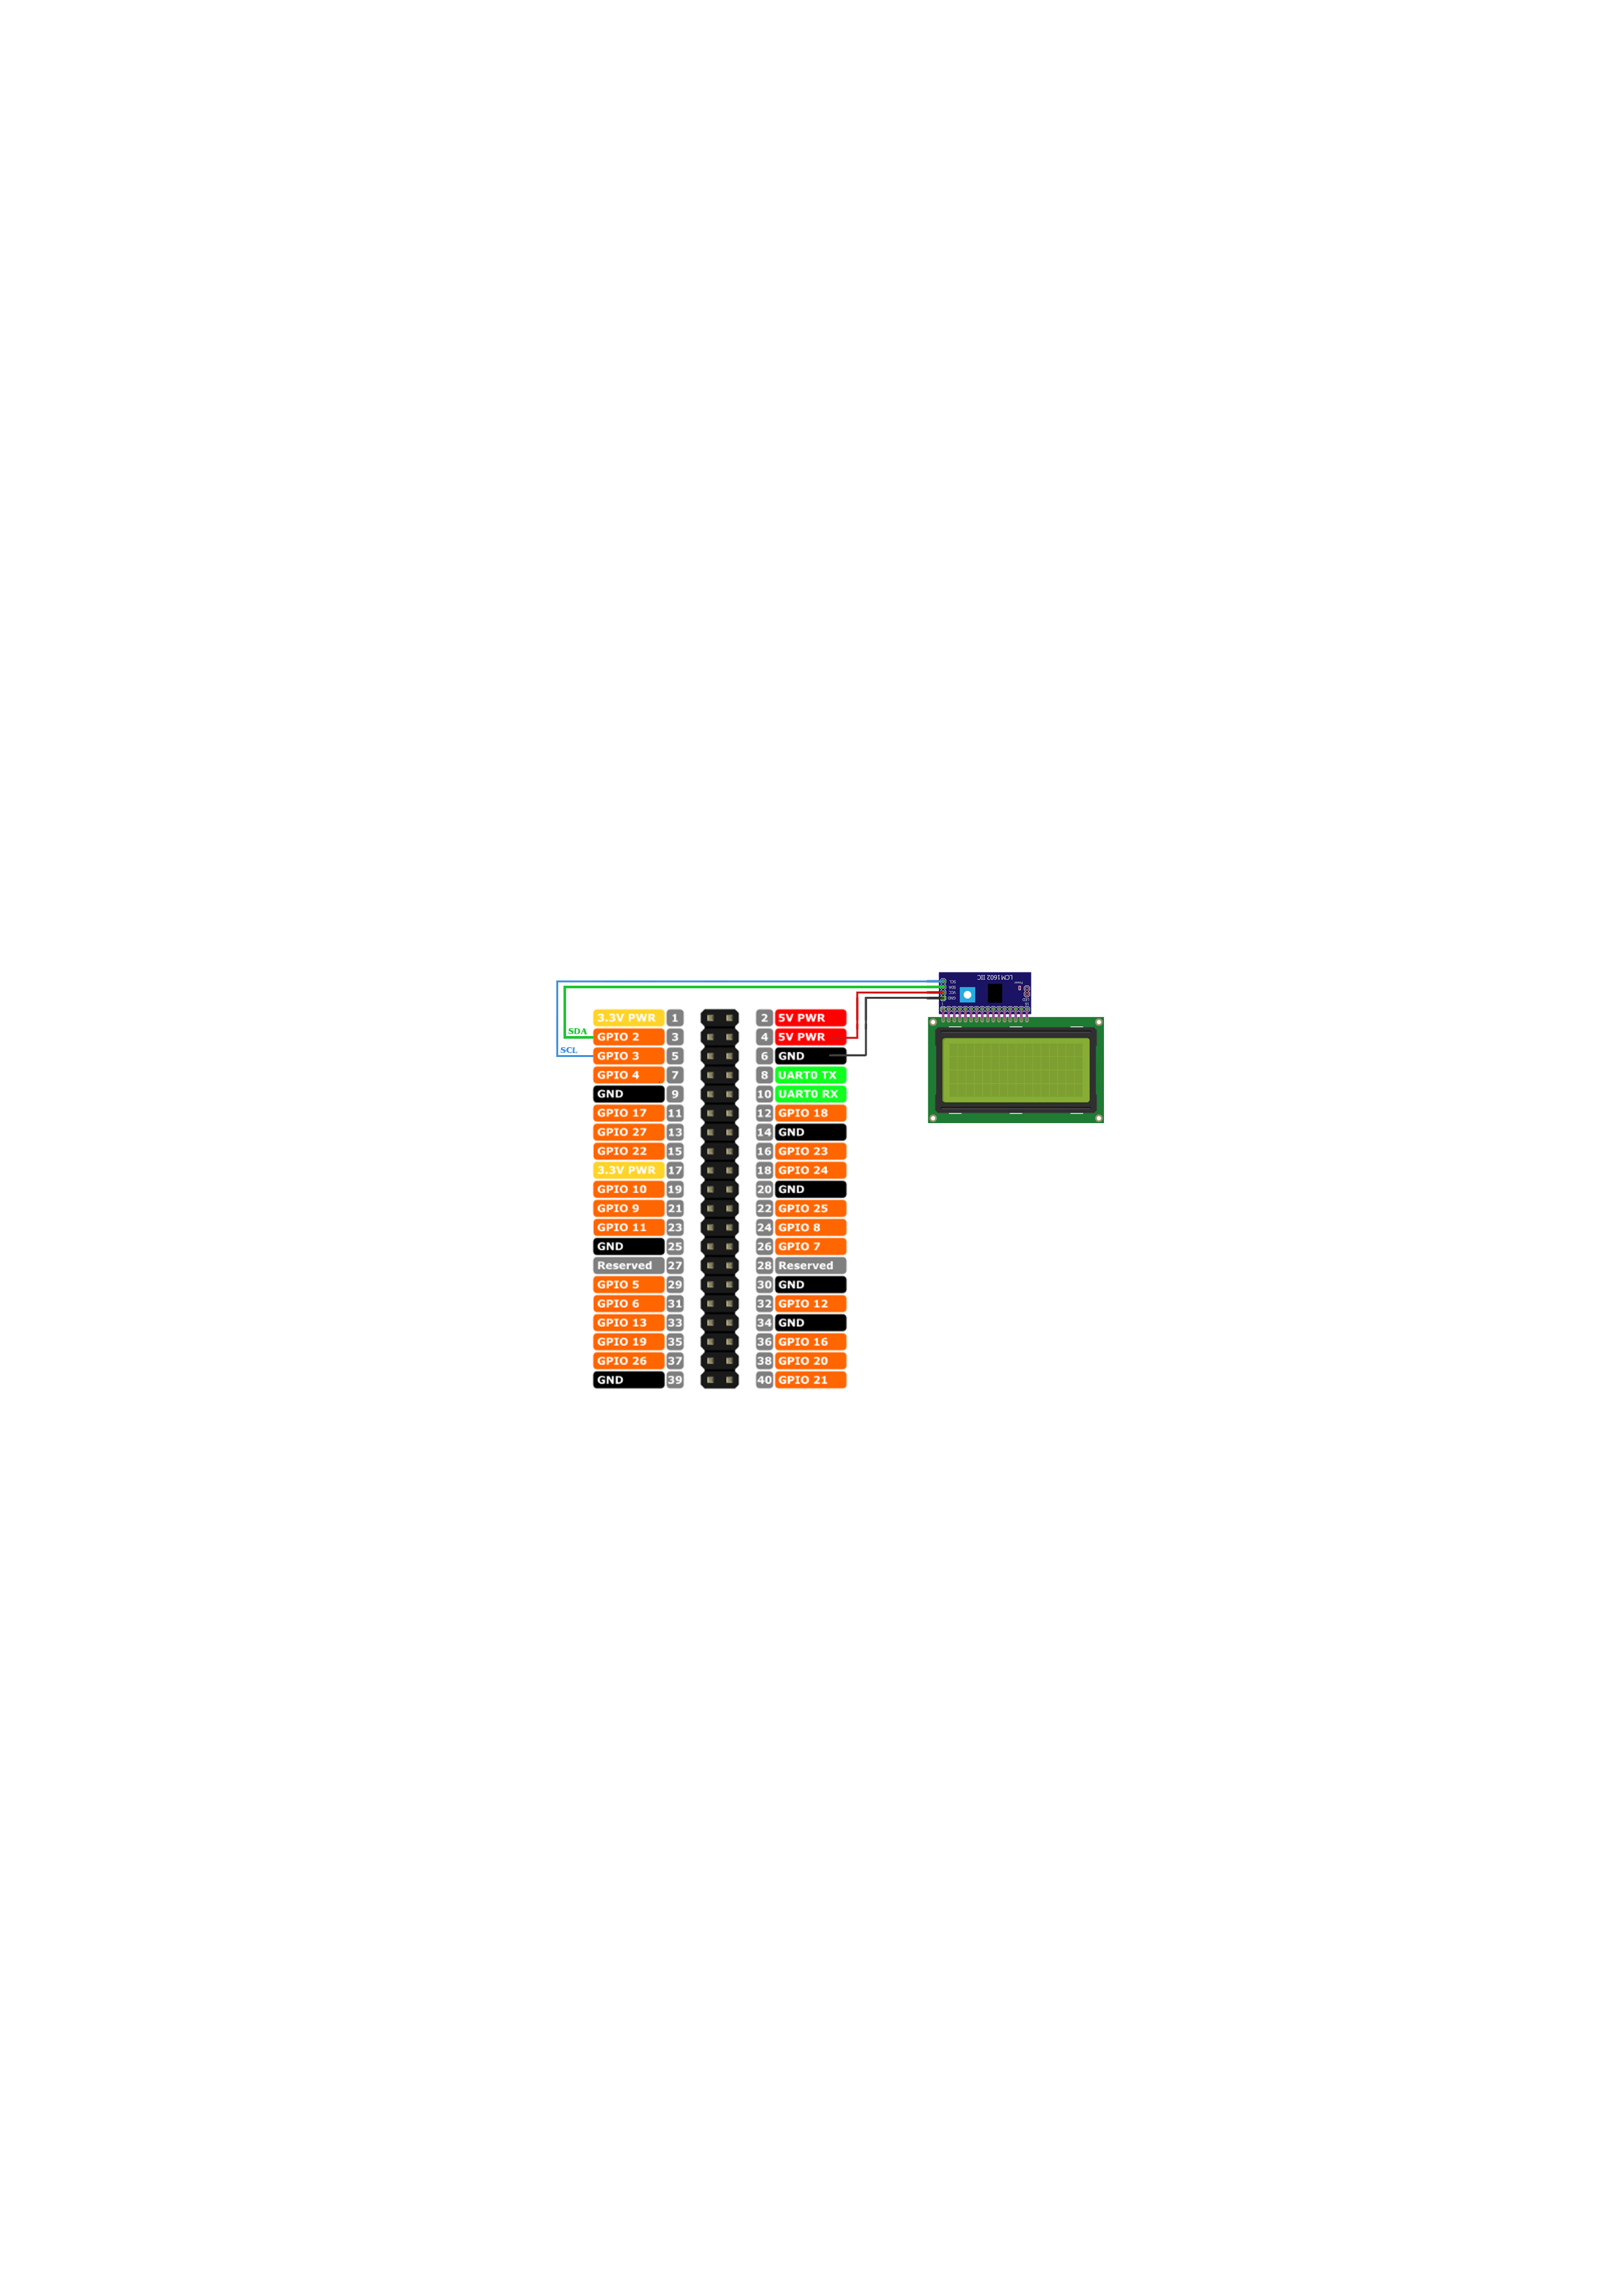 LCM1602 IIC
SCL
SDA
VCC
GND
3.3V PWR 1 2 5V PWR
SDA
GPIO 2 3 4 5V PWR
SCL
GPIO 3 5 6 GND
GPIO 4 7 8 UART0 TX
GND 9 10 UART0 RX
GPIO 17 11 12 GPIO 18
GPIO 27 13 14 GND
GPIO 22 15 16 GPIO 23
3.3V PWR 17 18 GPIO 24
GPIO 10 19 20 GND
GPIO 9 21 22 GPIO 25
GPIO 11 23 24 GPIO 8
GND 25 26 GPIO 7
Reserved 27 28 Reserved
GPIO 5 29 30 GND
GPIO 6 31 32 GPIO 12
GPIO 13 33 34 GND
GPIO 19 35 36 GPIO 16
GPIO 26 37 38 GPIO 20
GND 39 40 GPIO 21